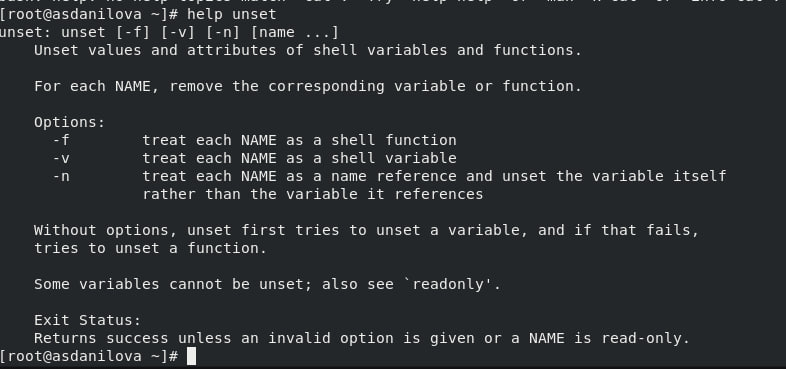 [root@asdanilova ~]# help unset
unset: unset [-f] [-v] [-n] [name ...]
    Unset values and attributes of shell variables and functions.

    For each NAME, remove the corresponding variable or function.

    Options:
      -f        treat each NAME as a shell function
      -v        treat each NAME as a shell variable
      -n        treat each NAME as a name reference and unset the variable itself
                rather than the variable it references

    Without options, unset first tries to unset a variable, and if that fails,
    tries to unset a function.

    Some variables cannot be unset; also see `readonly'.

    Exit Status:
    Returns success unless an invalid option is given or a NAME is read-only.
[root@asdanilova ~]#